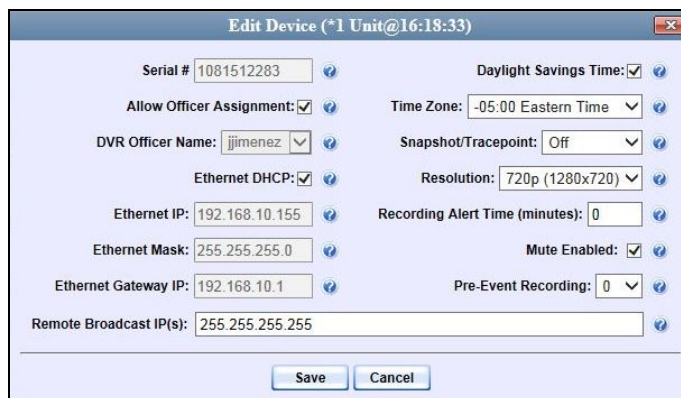 Edit Device (*1 Unit@16:18:33)
Serial # 1081512283
Daylight Savings Time:
Allow Officer Assignment:
Time Zone: -05:00 Eastern Time
DVR Officer Name: jjimenez
Snapshot/Tracepoint: Off
Ethernet DHCP:
Resolution: 720p (1280x720)
Ethernet IP: 192.168.10.155
Recording Alert Time (minutes): 0
Ethernet Mask: 255.255.255.0
Mute Enabled:
Ethernet Gateway IP: 192.168.10.1
Pre-Event Recording: 0
Remote Broadcast IP(s): 255.255.255.255
Save Cancel